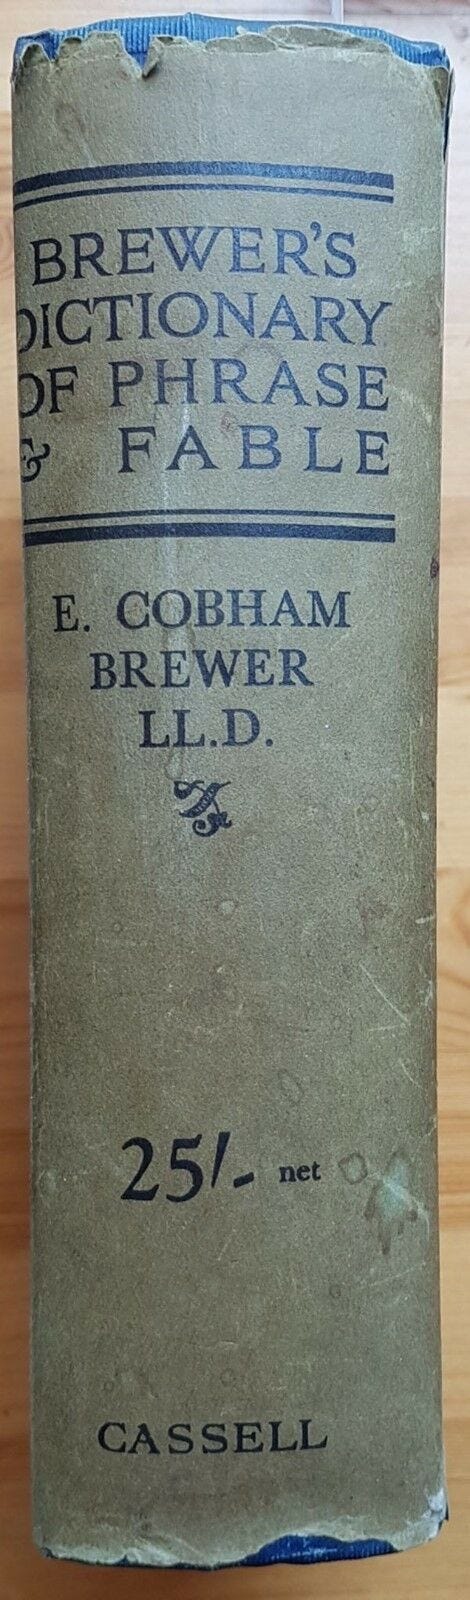 BREWER'S
DICTIONARY
OF PHRASE
& FABLE
E. COBHAM
BREWER
LL.D.
25/- net
CASSELL